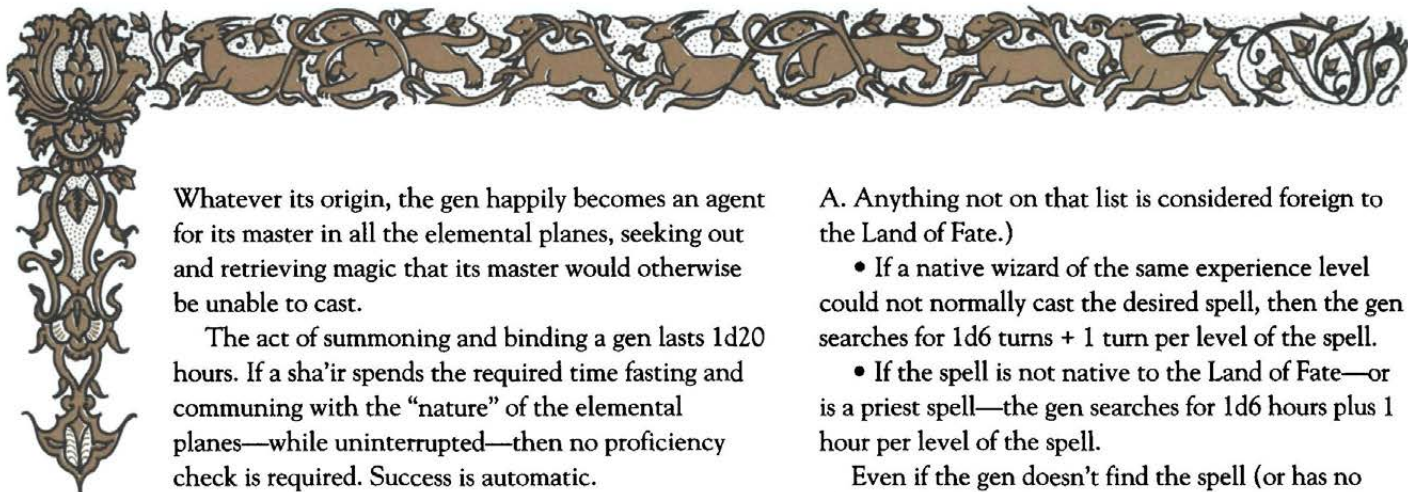 Whatever its origin, the gen happily becomes an agent
for its master in all the elemental planes, seeking out
and retrieving magic that its master would otherwise
be unable to cast.
The act of summoning and binding a gen lasts 1d20
hours. If a sha'ir spends the required time fasting and
communing with the “nature” of the elemental
planes—while uninterrupted—then no proficiency
check is required. Success is automatic.
A. Anything not on that list is considered foreign to
the Land of Fate.)
• If a native wizard of the same experience level
could not normally cast the desired spell, then the gen
searches for 1d6 turns + 1 turn per level of the spell.
• If the spell is not native to the Land of Fate—or
is a priest spell—the gen searches for 1d6 hours plus 1
hour per level of the spell.
Even if the gen doesn't find the spell (or has no